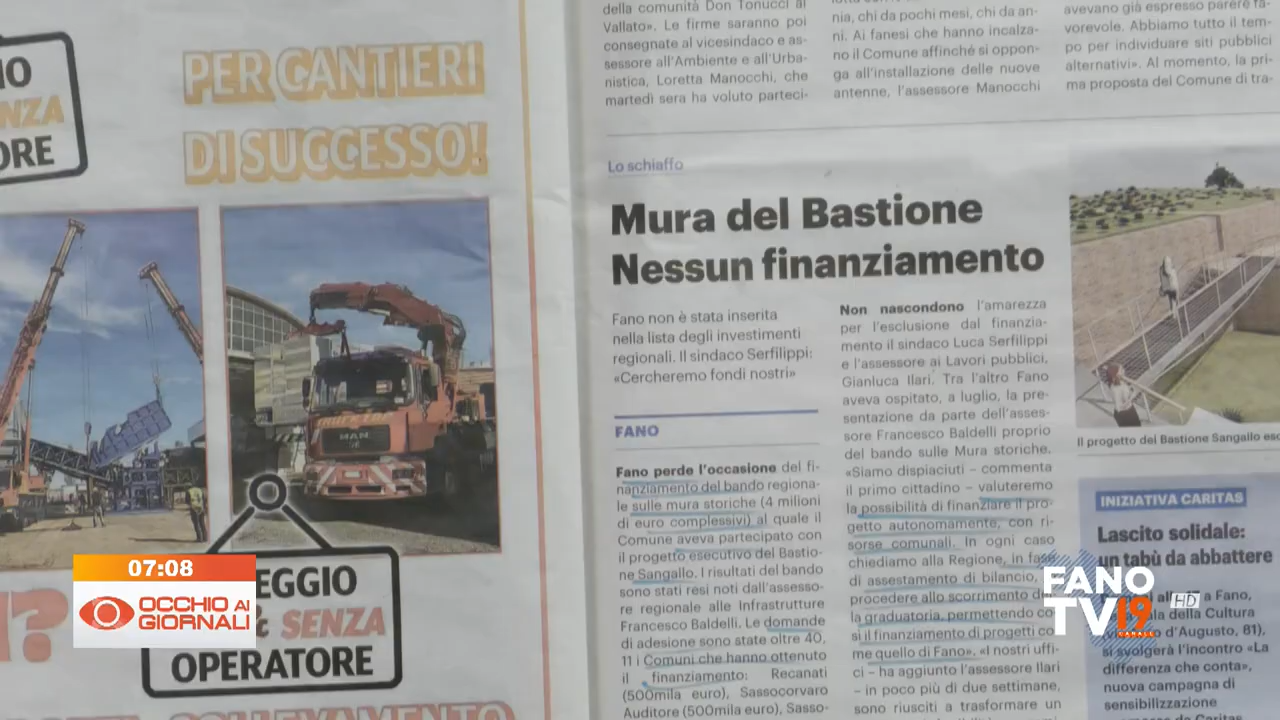 IO
NZA
ORE
PER CANTIERI
DI SUCCESSO!
MAN
I?
EGGIO
& SENZA
OPERATORE
SOLLEVAMENTO
07:08
OCCHIO AI
GIORNALI
della comunità Don Tonucci al
Vallato». Le firme saranno poi
consegnate al vicesindaco e as-
sessore all'Ambiente e all'Urba-
nistica, Loretta Manocchi, che
martedì sera ha voluto parteci-
nia, chi da pochi mesi, chi da an-
ni. Ai fanesi che hanno incalza-
no il Comune affinché si oppon-
ga all'installazione delle nuove
antenne, l'assessore Manocchi
avevano già espresso parere fa-
vorevole. Abbiamo tutto il tem-
po per individuare siti pubblici
alternativi». Al momento, la pri-
ma proposta del Comune di tra-
Lo schiaffo
Mura del Bastione
Nessun finanziamento
Fano non è stata inserita
nella lista degli investimenti
regionali. Il sindaco Serfilippi:
«Cercheremo fondi nostri»
FANO
Fano perde l'occasione del fi-
nanziamento del bando regiona-
le sulle mura storiche (4 milioni
di euro complessivi) al quale il
Comune aveva partecipato con
il progetto esecutivo del Bastio-
ne Sangallo. I risultati del bando
sono stati resi noti dall'assesso-
re regionale alle Infrastrutture
Francesco Baldelli. Le domande
di adesione sono state oltre 40,
11 i Comuni che hanno ottenuto
il finanziamento: Recanati
(500mila euro), Sassocorvaro
Auditore (500mila euro), Sasso-
Non nascondono l'amarezza
per l'esclusione dal finanzia-
mento il sindaco Luca Serfilippi
e l'assessore ai Lavori pubblici,
Gianluca Ilari. Tra l'altro Fano
aveva ospitato, a luglio, la pre-
sentazione da parte dell'asses-
sore Francesco Baldelli proprio
del bando sulle Mura storiche.
«Siamo dispiaciuti – commenta
il primo cittadino – valuteremo
la possibilità di finanziare il pro-
getto autonomamente, con ri-
sorse comunali. In ogni caso
chiediamo alla Regione, in fase
di assestamento di bilancio,
procedere allo scorrimento d
la graduatoria, permettendo co
sì il finanziamento di progetti co
me quello di Fano». «I nostri uffi-
ci – ha aggiunto l'assessore Ilari
– in poco più di due settimane,
sono riusciti a trasformare un
Il progetto del Bastione Sangallo esc
INIZIATIVA CARITAS
Lascito solidale:
un tabù da abbattere
a Fano,
della Cultura
d'Augusto, 81),
si svolgerà l'incontro «La
differenza che conta»,
nuova campagna di
sensibilizzazione
FANO
TV19 HD
CANALE